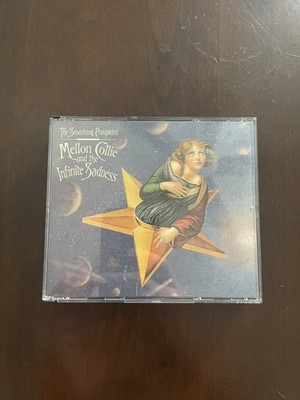 The Smashing Pumpkins
Mellon Collie
and the
Infinite Sadness